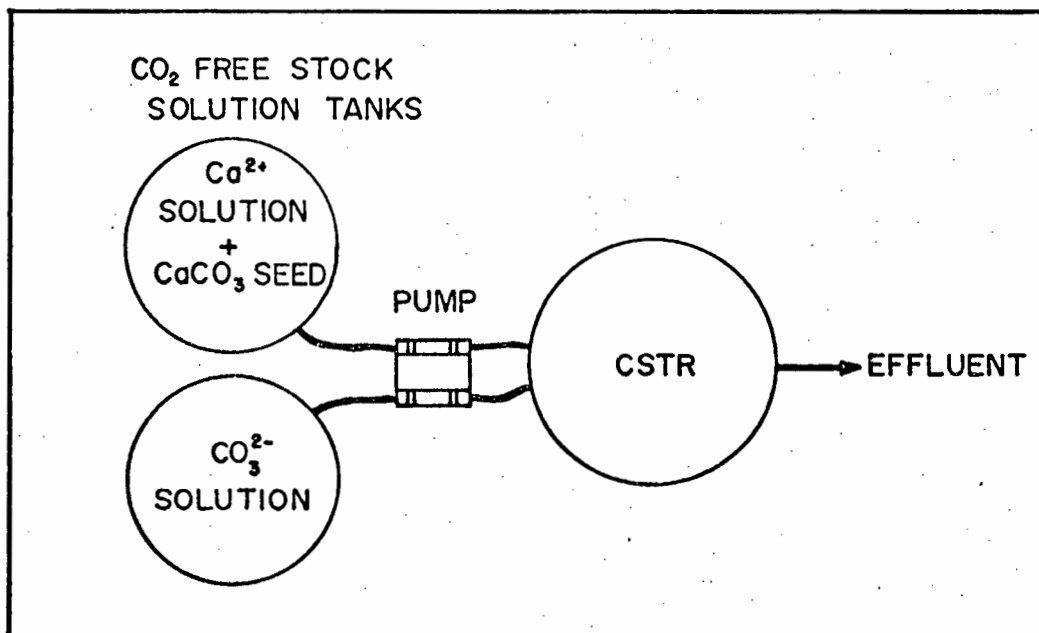 CO₂ FREE STOCK
SOLUTION TANKS
Ca²⁺
SOLUTION
+
CaCO₃ SEED
PUMP
CSTR
EFFLUENT
CO₃²⁻
SOLUTION